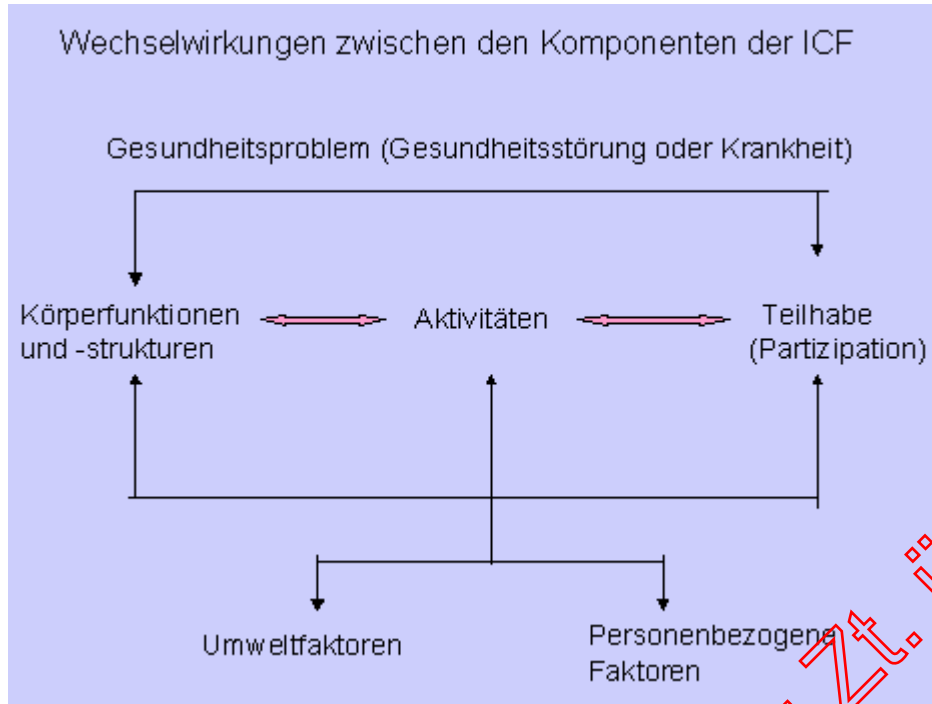 Wechselwirkungen zwischen den Komponenten der ICF
Gesundheitsproblem (Gesundheitsstörung oder Krankheit)
Körperfunktionen
und -strukturen
Aktivitäten
Teilhabe
(Partizipation)
Umweltfaktoren
Personenbezogene
Faktoren
Zt.